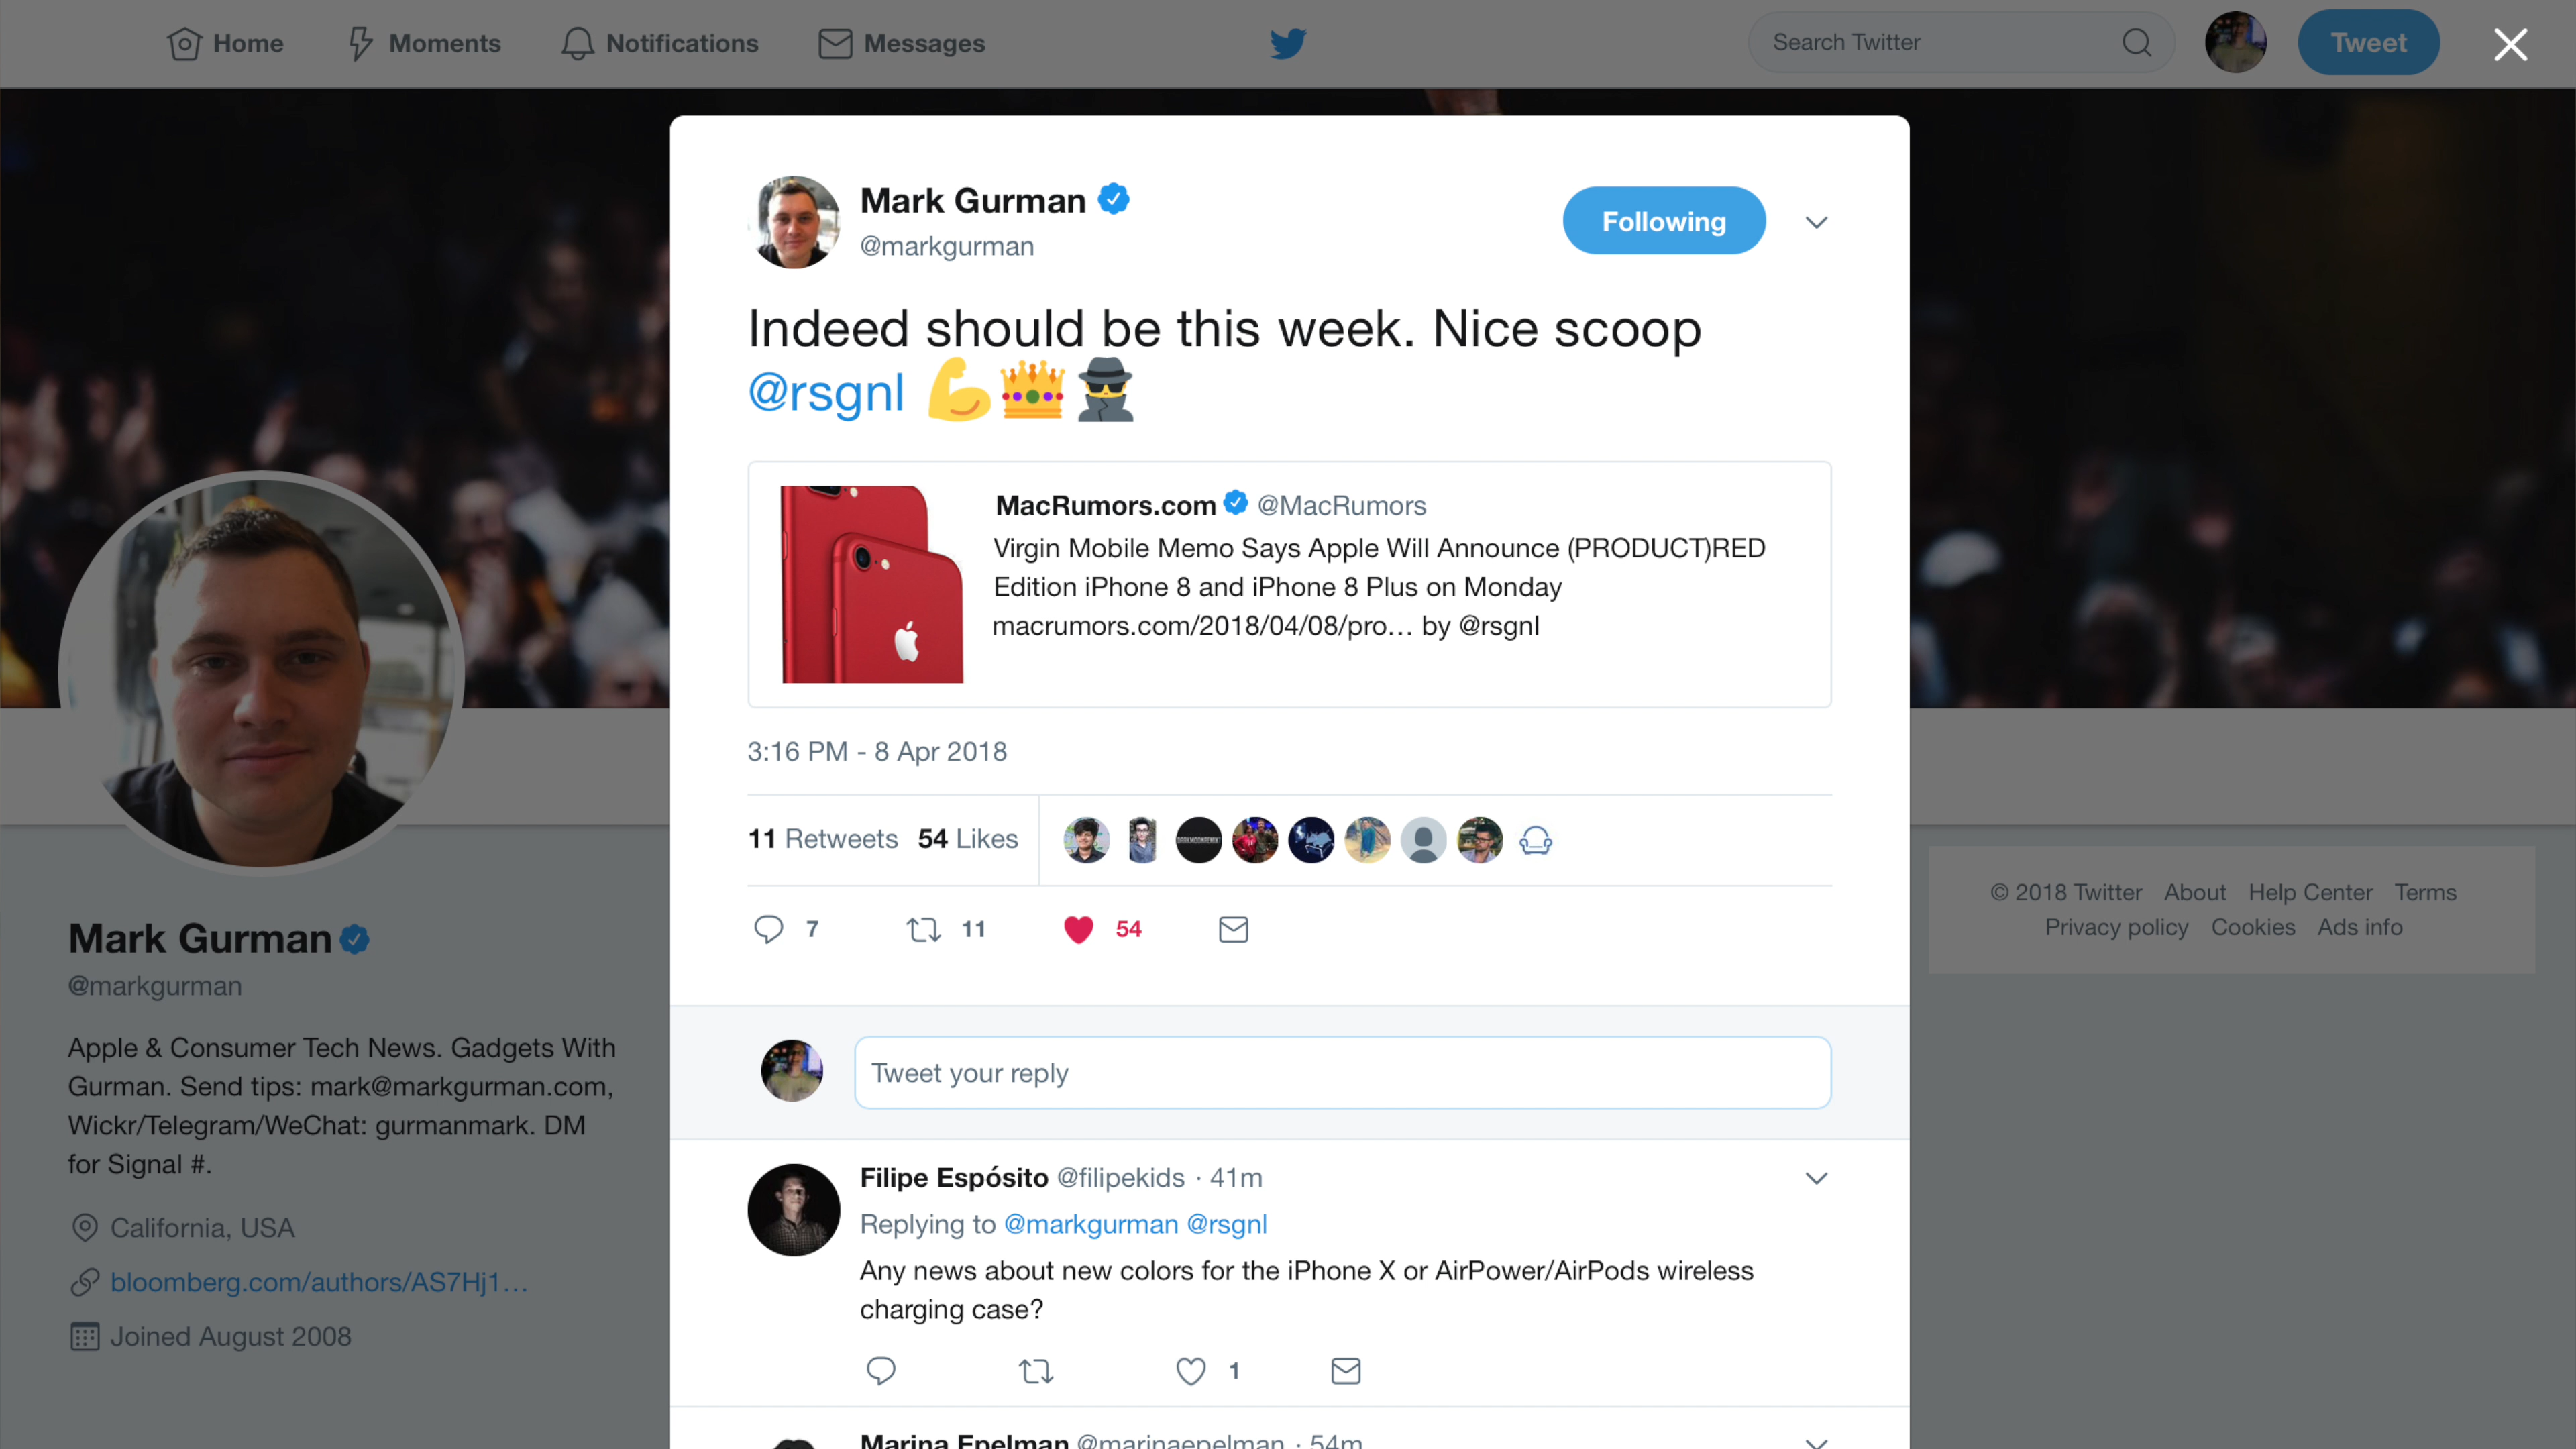 Home
Moments
Notifications
Messages
Search Twitter
Tweet
Mark Gurman
@markgurman
Following
Indeed should be this week. Nice scoop
@rsgnl 💪👑🕵️
MacRumors.com @MacRumors
Virgin Mobile Memo Says Apple Will Announce (PRODUCT)RED
Edition iPhone 8 and iPhone 8 Plus on Monday
macrumors.com/2018/04/08/pro… by @rsgnl
3:16 PM - 8 Apr 2018
11 Retweets 54 Likes
7
11
54
Tweet your reply
Filipe Espósito @filipekids · 41m
Replying to @markgurman @rsgnl
Any news about new colors for the iPhone X or AirPower/AirPods wireless
charging case?
1
Marina Epelman @marinaepelman · 54m
Mark Gurman
@markgurman
Apple & Consumer Tech News. Gadgets With
Gurman. Send tips: mark@markgurman.com,
Wickr/Telegram/WeChat: gurmanmark. DM
for Signal #.
California, USA
bloomberg.com/authors/AS7Hj1…
Joined August 2008
© 2018 Twitter About Help Center Terms
Privacy policy Cookies Ads info